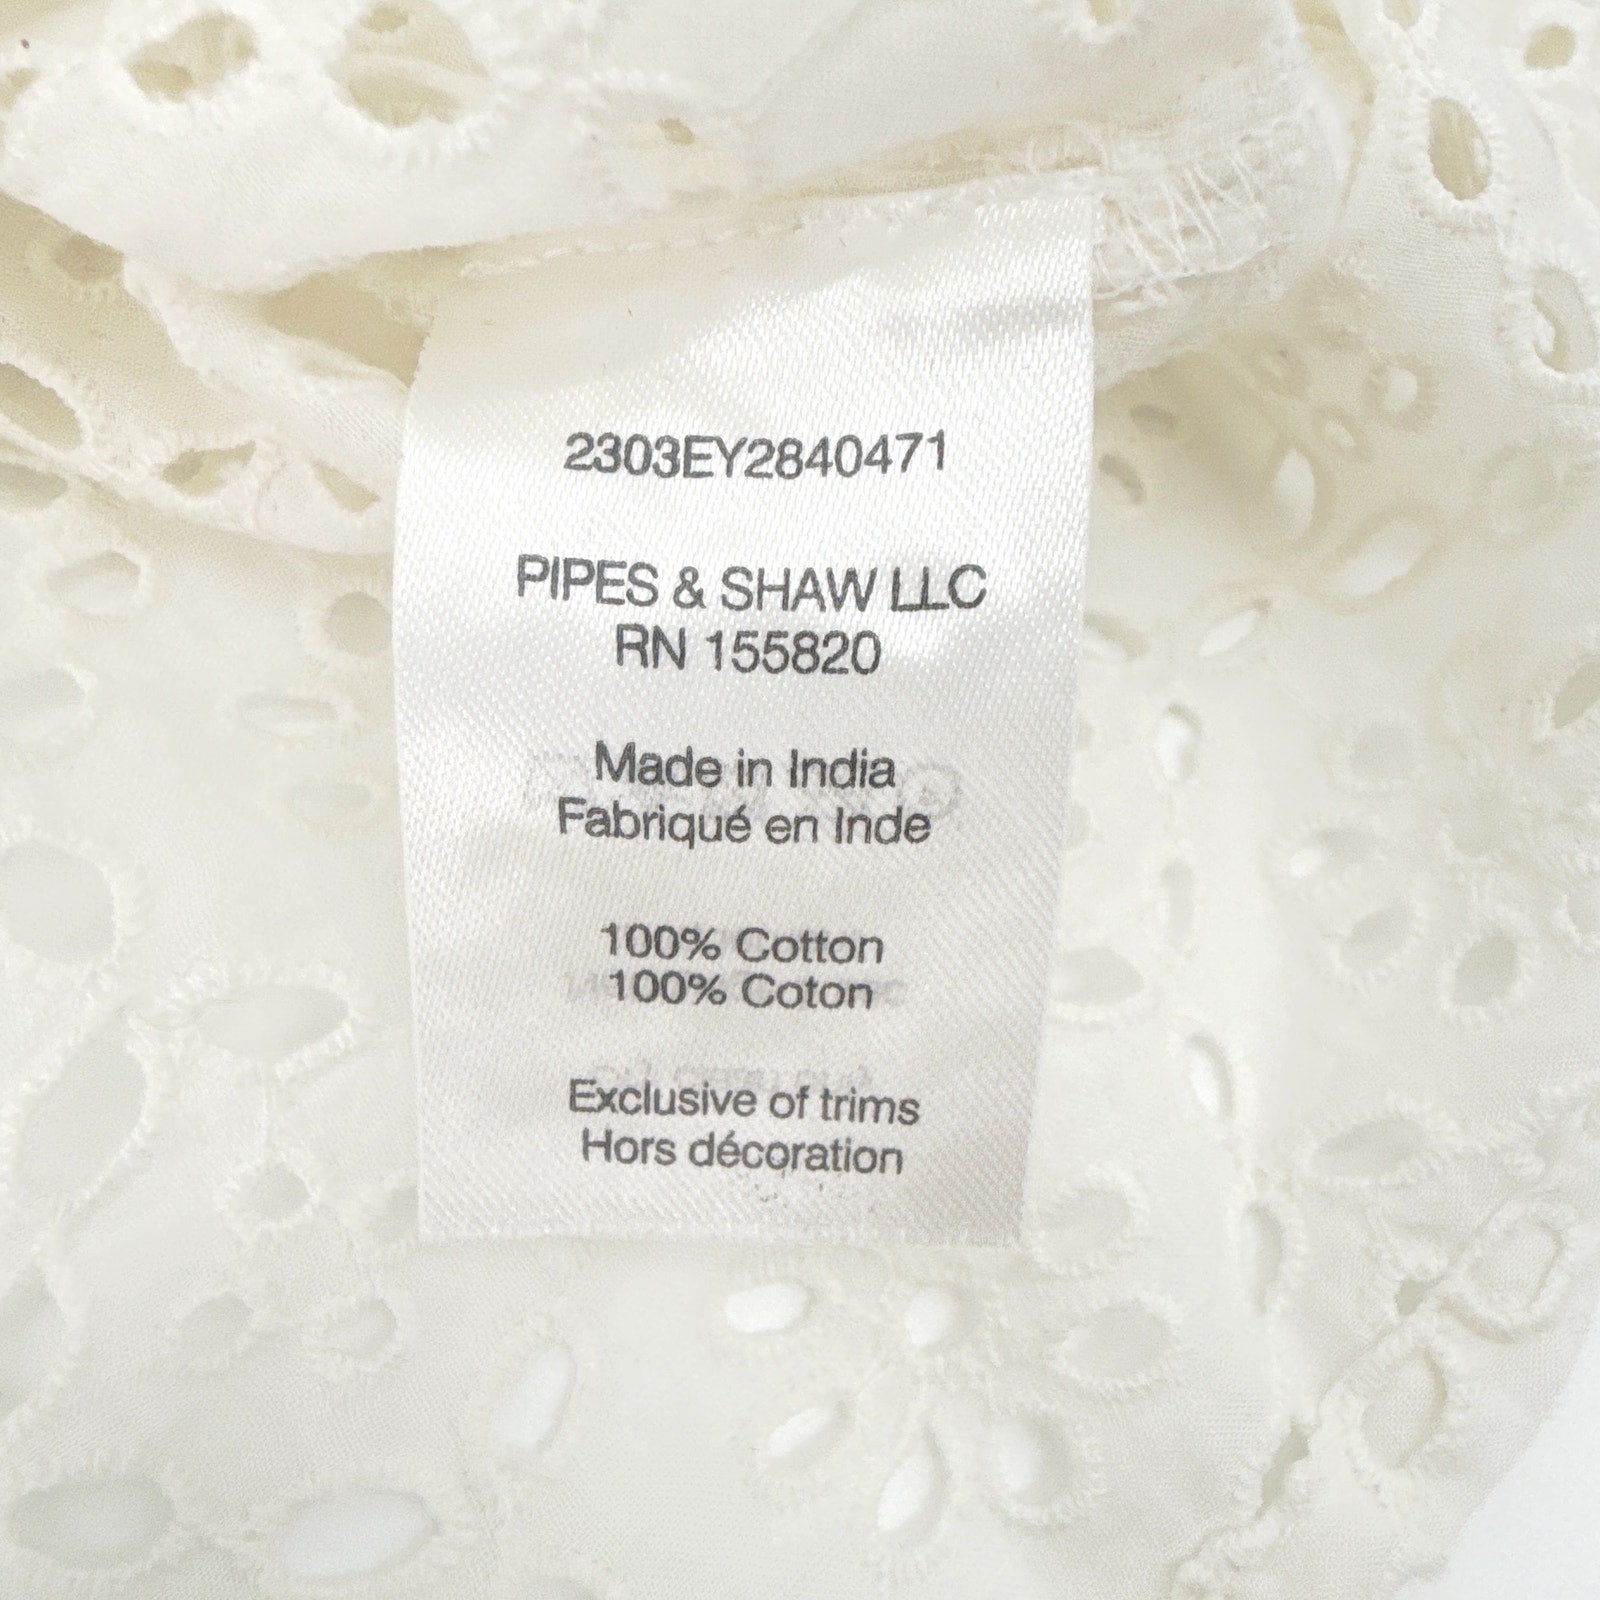 2303EY2840471
PIPES & SHAW LLC
RN 155820
Made in India
Fabriqué en Inde
100% Cotton
100% Coton
Exclusive of trims
Hors décoration